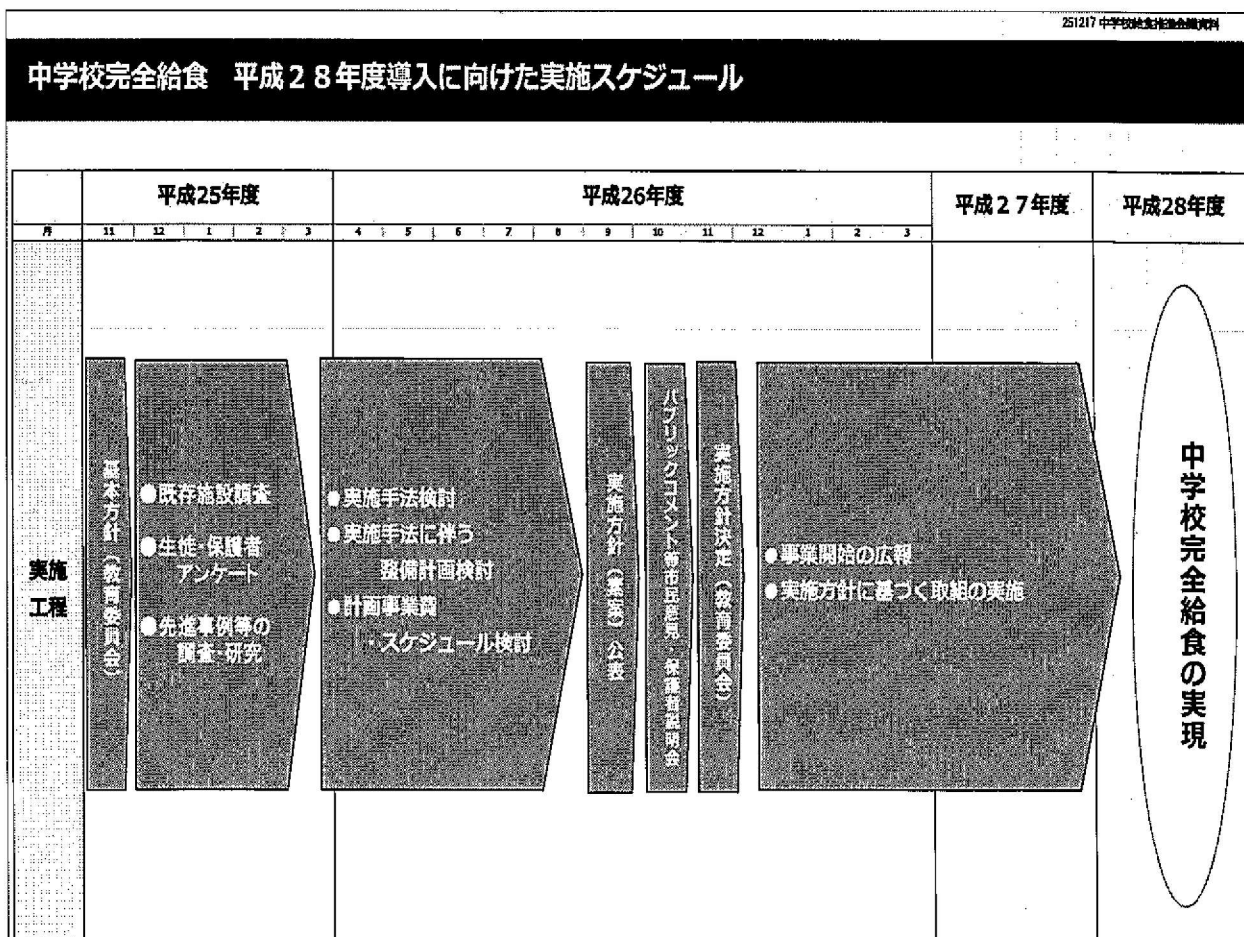 251217 中学校給食推進会議資料
中学校完全給食 平成28年度導入に向けた実施スケジュール
平成25年度
平成26年度
平成27年度
平成28年度
月 11 12 1 2 3 4 5 6 7 8 9 10 11 12 1 2 3
実施
工程
基本方針(教育委員会)
●既存施設調査
●生徒・保護者
アンケート
●先進事例等の
調査・研究
●実施手法検討
●実施手法に伴う
整備計画検討
●計画事業費
・スケジュール検討
実施方針(素案)公表
パブリックコメント等市民意見・保護者説明会
実施方針決定(教育委員会)
●事業開始の広報
●実施方針に基づく取組の実施
中学校完全給食の実現